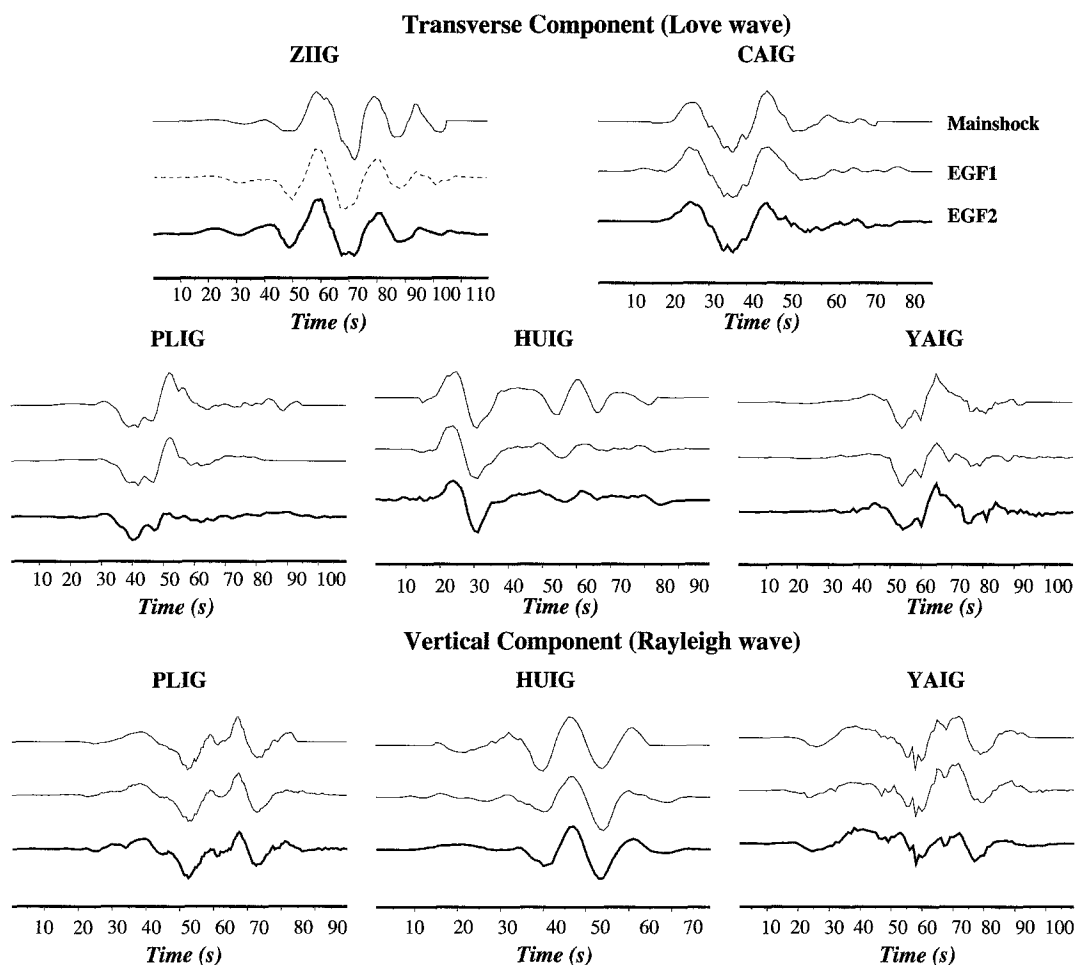 Transverse Component (Love wave)
ZIIG
CAIG
Mainshock
EGF1
EGF2
10 20 30 40 50 60 70 80 90 100 110
Time (s)
10 20 30 40 50 60 70 80
Time (s)
PLIG
HUIG
YAIG
10 20 30 40 50 60 70 80 90 100
Time (s)
10 20 30 40 50 60 70 80 90
Time (s)
10 20 30 40 50 60 70 80 90 100
Time (s)
Vertical Component (Rayleigh wave)
PLIG
HUIG
YAIG
10 20 30 40 50 60 70 80 90
Time (s)
10 20 30 40 50 60 70
Time (s)
10 20 30 40 50 60 70 80 90 100
Time (s)